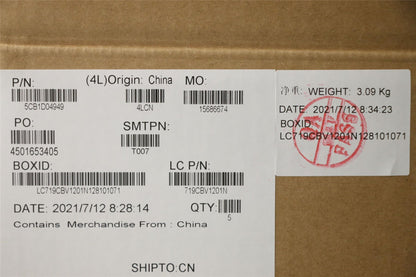 P/N:
(4L)Origin: China
MO:
5CB1D04949
4LCN
15686674
PO:
SMTPN:
4501653405
T007
BOXID:
LC P/N:
LC719CBV1201N128101071
719CBV1201N
DATE: 2021/7/12 8:28:14
QTY:
5
Contains Merchandise From : China
SHIPTO:CN
净重: WEIGHT: 3.09 Kg
DATE: 2021/7/12 8:34:23
BOXID:
LC719CBV1201N128101071